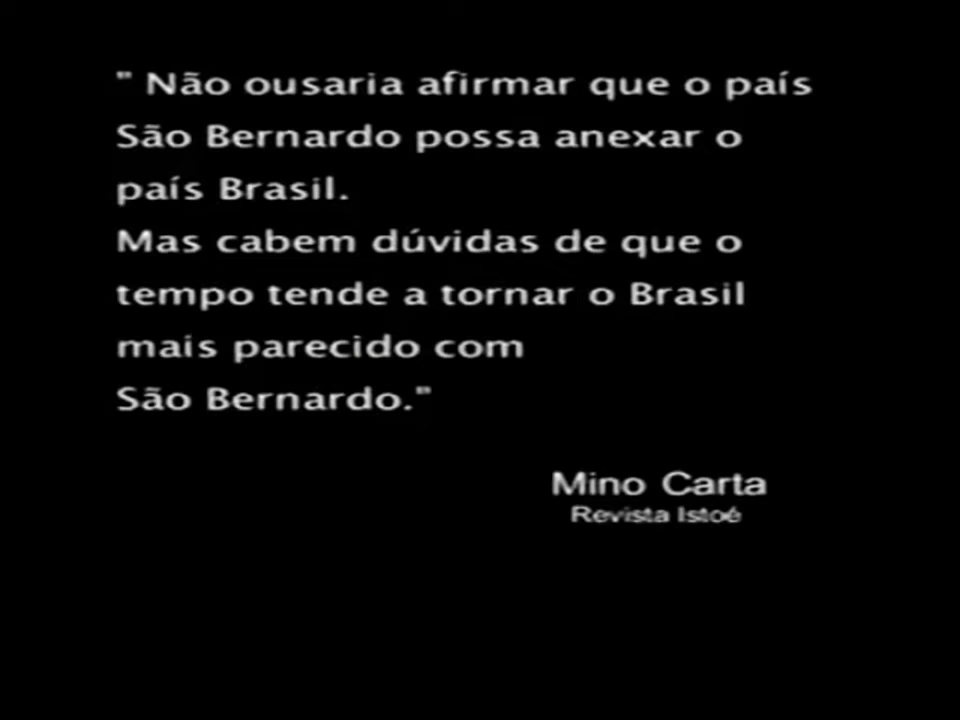 " Não ousaria afirmar que o país
São Bernardo possa anexar o
país Brasil.
Mas cabem dúvidas de que o
tempo tende a tornar o Brasil
mais parecido com
São Bernardo."
Mino Carta
Revista Istoé